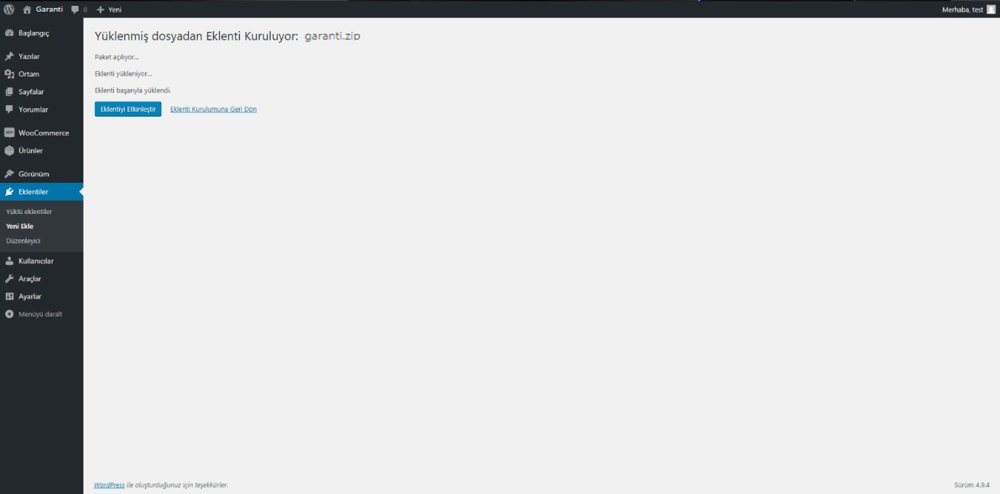 Garanti 0 Yeni Merhaba, test
Başlangıç
Yazılar
Ortam
Sayfalar
Yorumlar
WooCommerce
Ürünler
Görünüm
Eklentiler
Yüklü eklentiler
Yeni Ekle
Düzenleyici
Kullanıcılar
Araçlar
Ayarlar
Menüyü daralt
Yüklenmiş dosyadan Eklenti Kuruluyor: garanti.zip
Paket açılıyor...
Eklenti yükleniyor...
Eklenti başarıyla yüklendi.
Eklentiyi Etkinleştir Eklenti Kurulumuna Geri Dön
WordPress ile oluşturduğunuz için teşekkürler. Sürüm 4.9.4